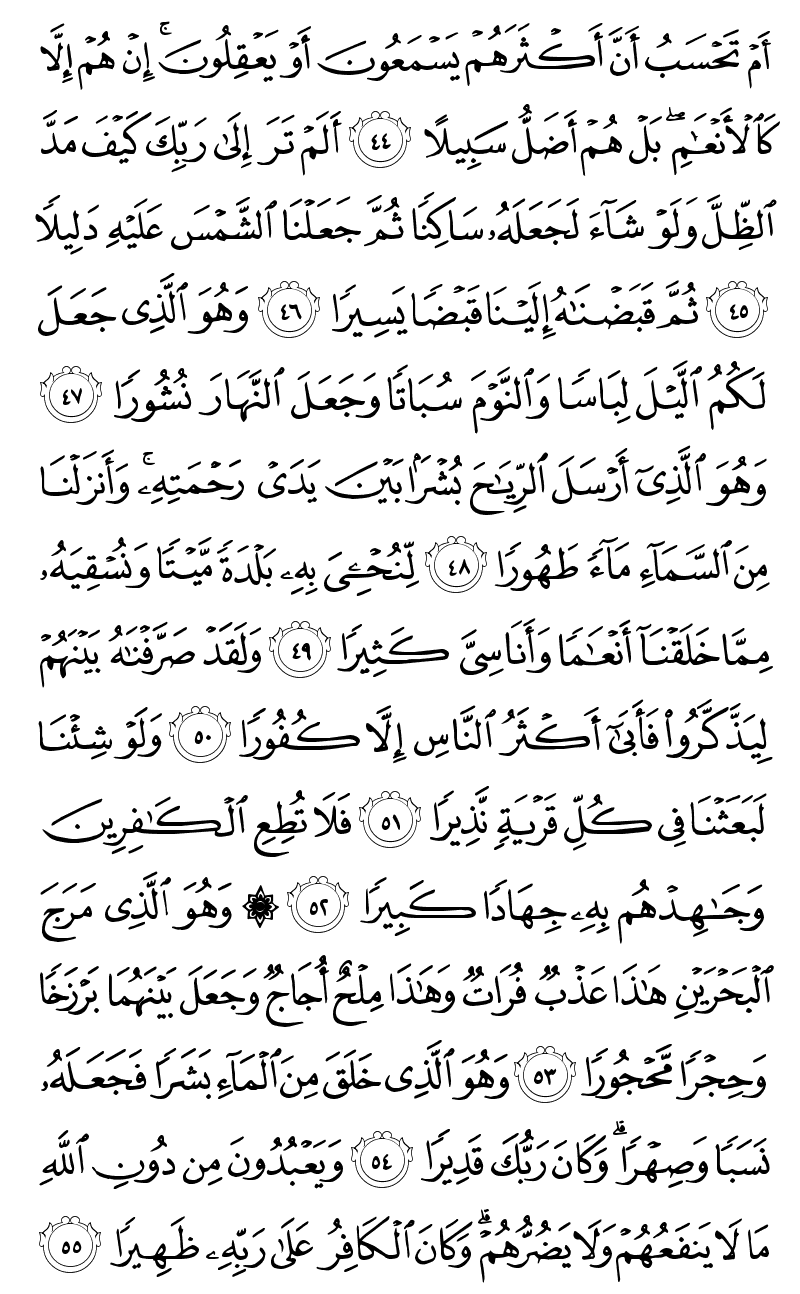 أَمۡ تَحۡسَبُ أَنَّ أَكۡثَرَهُمۡ يَسۡمَعُونَ أَوۡ يَعۡقِلُونَۚ إِنۡ هُمۡ إِلَّا
كَٱلۡأَنۡعَٰمِۖ بَلۡ هُمۡ أَضَلُّ سَبِيلًا ٤٤ أَلَمۡ تَرَ إِلَىٰ رَبِّكَ كَيۡفَ مَدَّ
ٱلظِّلَّ وَلَوۡ شَآءَ لَجَعَلَهُۥ سَاكِنٗا ثُمَّ جَعَلۡنَا ٱلشَّمۡسَ عَلَيۡهِ دَلِيلٗا
٤٥ ثُمَّ قَبَضۡنَٰهُ إِلَيۡنَا قَبۡضٗا يَسِيرٗا ٤٦ وَهُوَ ٱلَّذِي جَعَلَ
لَكُمُ ٱلَّيۡلَ لِبَاسٗا وَٱلنَّوۡمَ سُبَاتٗا وَجَعَلَ ٱلنَّهَارَ نُشُورٗا ٤٧
وَهُوَ ٱلَّذِيٓ أَرۡسَلَ ٱلرِّيَٰحَ بُشۡرَۢا بَيۡنَ يَدَيۡ رَحۡمَتِهِۦۚ وَأَنزَلۡنَا
مِنَ ٱلسَّمَآءِ مَآءٗ طَهُورٗا ٤٨ لِّنُحۡـِۧيَ بِهِۦ بَلۡدَةٗ مَّيۡتٗا وَنُسۡقِيَهُۥ
مِمَّا خَلَقۡنَآ أَنۡعَٰمٗا وَأَنَاسِيَّ كَثِيرٗا ٤٩ وَلَقَدۡ صَرَّفۡنَٰهُ بَيۡنَهُمۡ
لِيَذَّكَّرُواْ فَأَبَىٰٓ أَكۡثَرُ ٱلنَّاسِ إِلَّا كُفُورٗا ٥٠ وَلَوۡ شِئۡنَا
لَبَعَثۡنَا فِي كُلِّ قَرۡيَةٖ نَّذِيرٗا ٥١ فَلَا تُطِعِ ٱلۡكَٰفِرِينَ
وَجَٰهِدۡهُم بِهِۦ جِهَادٗا كَبِيرٗا ٥٢ ۞ وَهُوَ ٱلَّذِي مَرَجَ
ٱلۡبَحۡرَيۡنِ هَٰذَا عَذۡبٞ فُرَاتٞ وَهَٰذَا مِلۡحٌ أُجَاجٞ وَجَعَلَ بَيۡنَهُمَا بَرۡزَخٗا
وَحِجۡرٗا مَّحۡجُورٗا ٥٣ وَهُوَ ٱلَّذِي خَلَقَ مِنَ ٱلۡمَآءِ بَشَرٗا فَجَعَلَهُۥ
نَسَبٗا وَصِهۡرٗاۗ وَكَانَ رَبُّكَ قَدِيرٗا ٥٤ وَيَعۡبُدُونَ مِن دُونِ ٱللَّهِ
مَا لَا يَنفَعُهُمۡ وَلَا يَضُرُّهُمۡۗ وَكَانَ ٱلۡكَافِرُ عَلَىٰ رَبِّهِۦ ظَهِيرٗا ٥٥